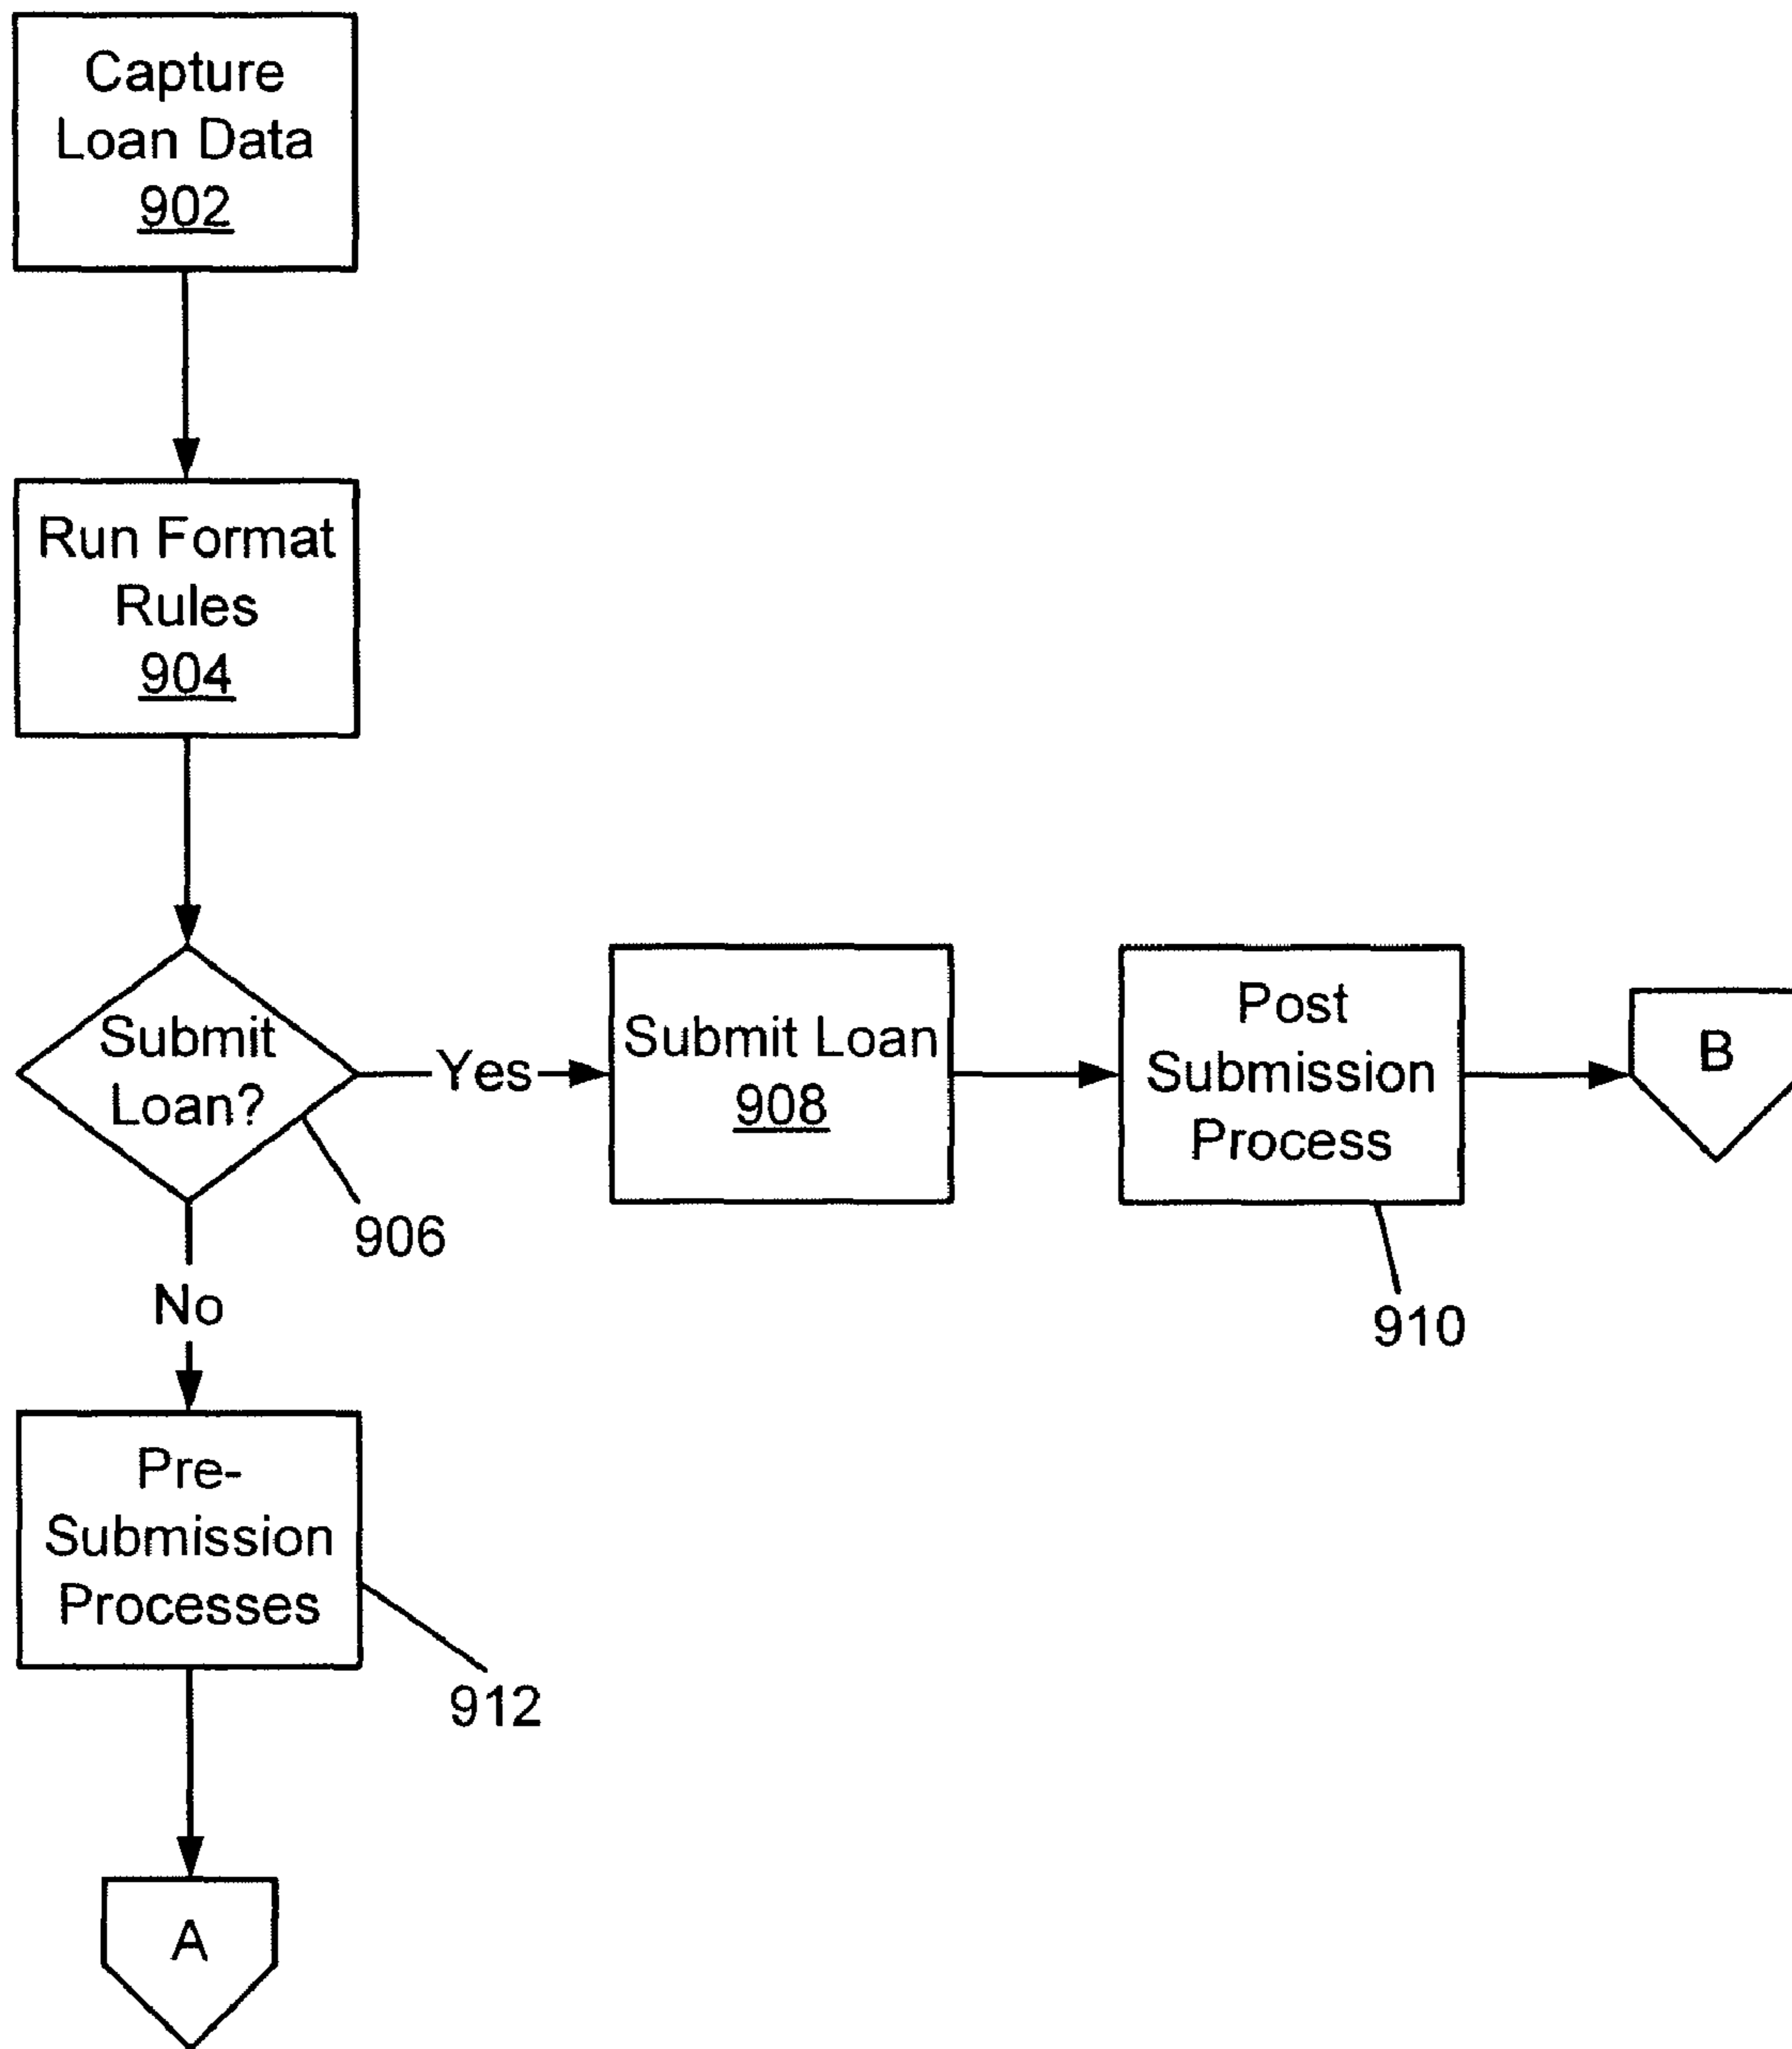 Capture
Loan Data
902
Run Format
Rules
904
Submit
Loan?
906
Yes
Submit Loan
908
Post
Submission
Process
910
B
No
Pre-
Submission
Processes
912
A